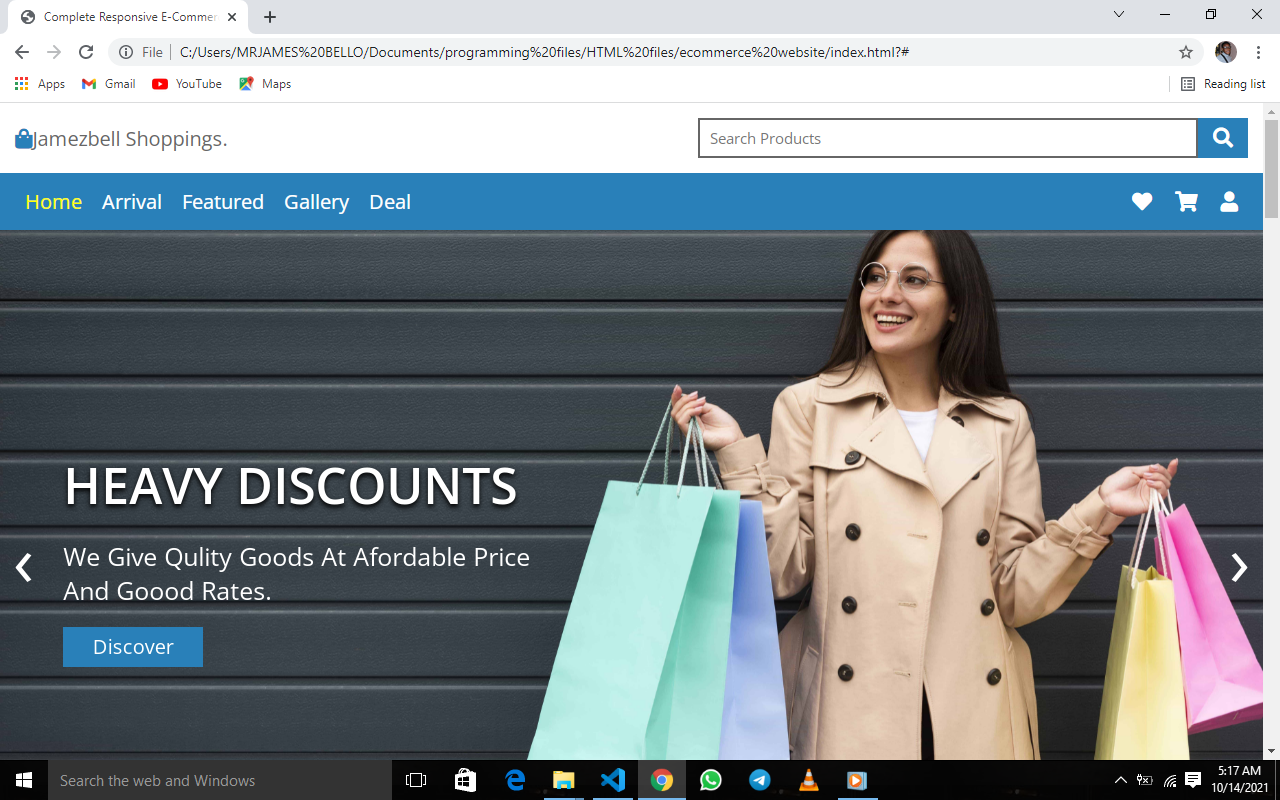 Complete Responsive E-Commer
File
C:/Users/MRJAMES%20BELLO/Documents/programming%20files/HTML%20files/ecommerce%20website/index.html?#
Apps Gmail YouTube Maps Reading list
Jamezbell Shoppings.
Search Products
Home Arrival Featured Gallery Deal
HEAVY DISCOUNTS
We Give Qulity Goods At Afordable Price
And Goood Rates.
Discover
Search the web and Windows
5:17 AM
10/14/2021